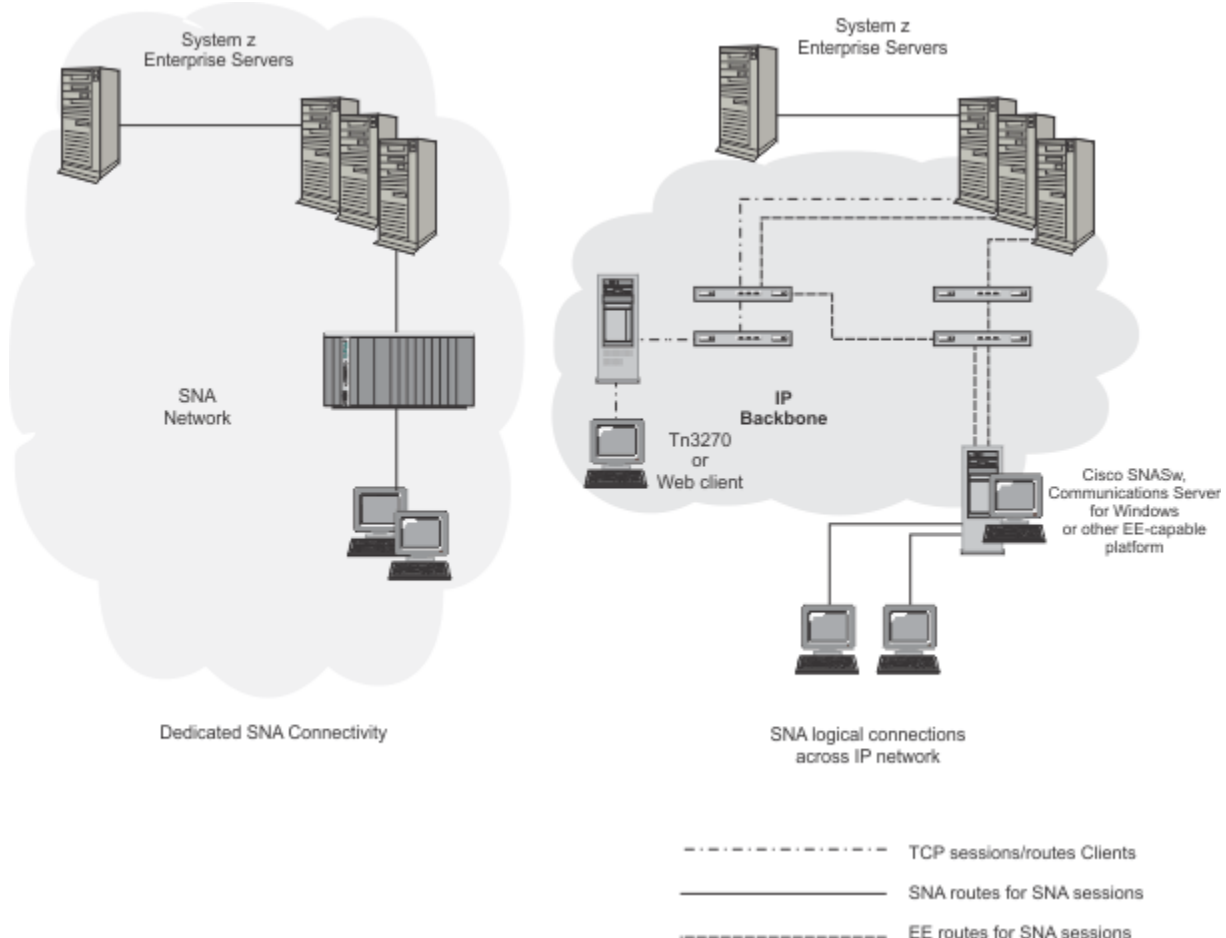 System z
Enterprise Servers
SNA
Network
Dedicated SNA Connectivity
System z
Enterprise Servers
IP
Backbone
Tn3270
or
Web client
Cisco SNASw,
Communications Server
for Windows
or other EE-capable
platform
SNA logical connections
across IP network
TCP sessions/routes Clients
SNA routes for SNA sessions
EE routes for SNA sessions